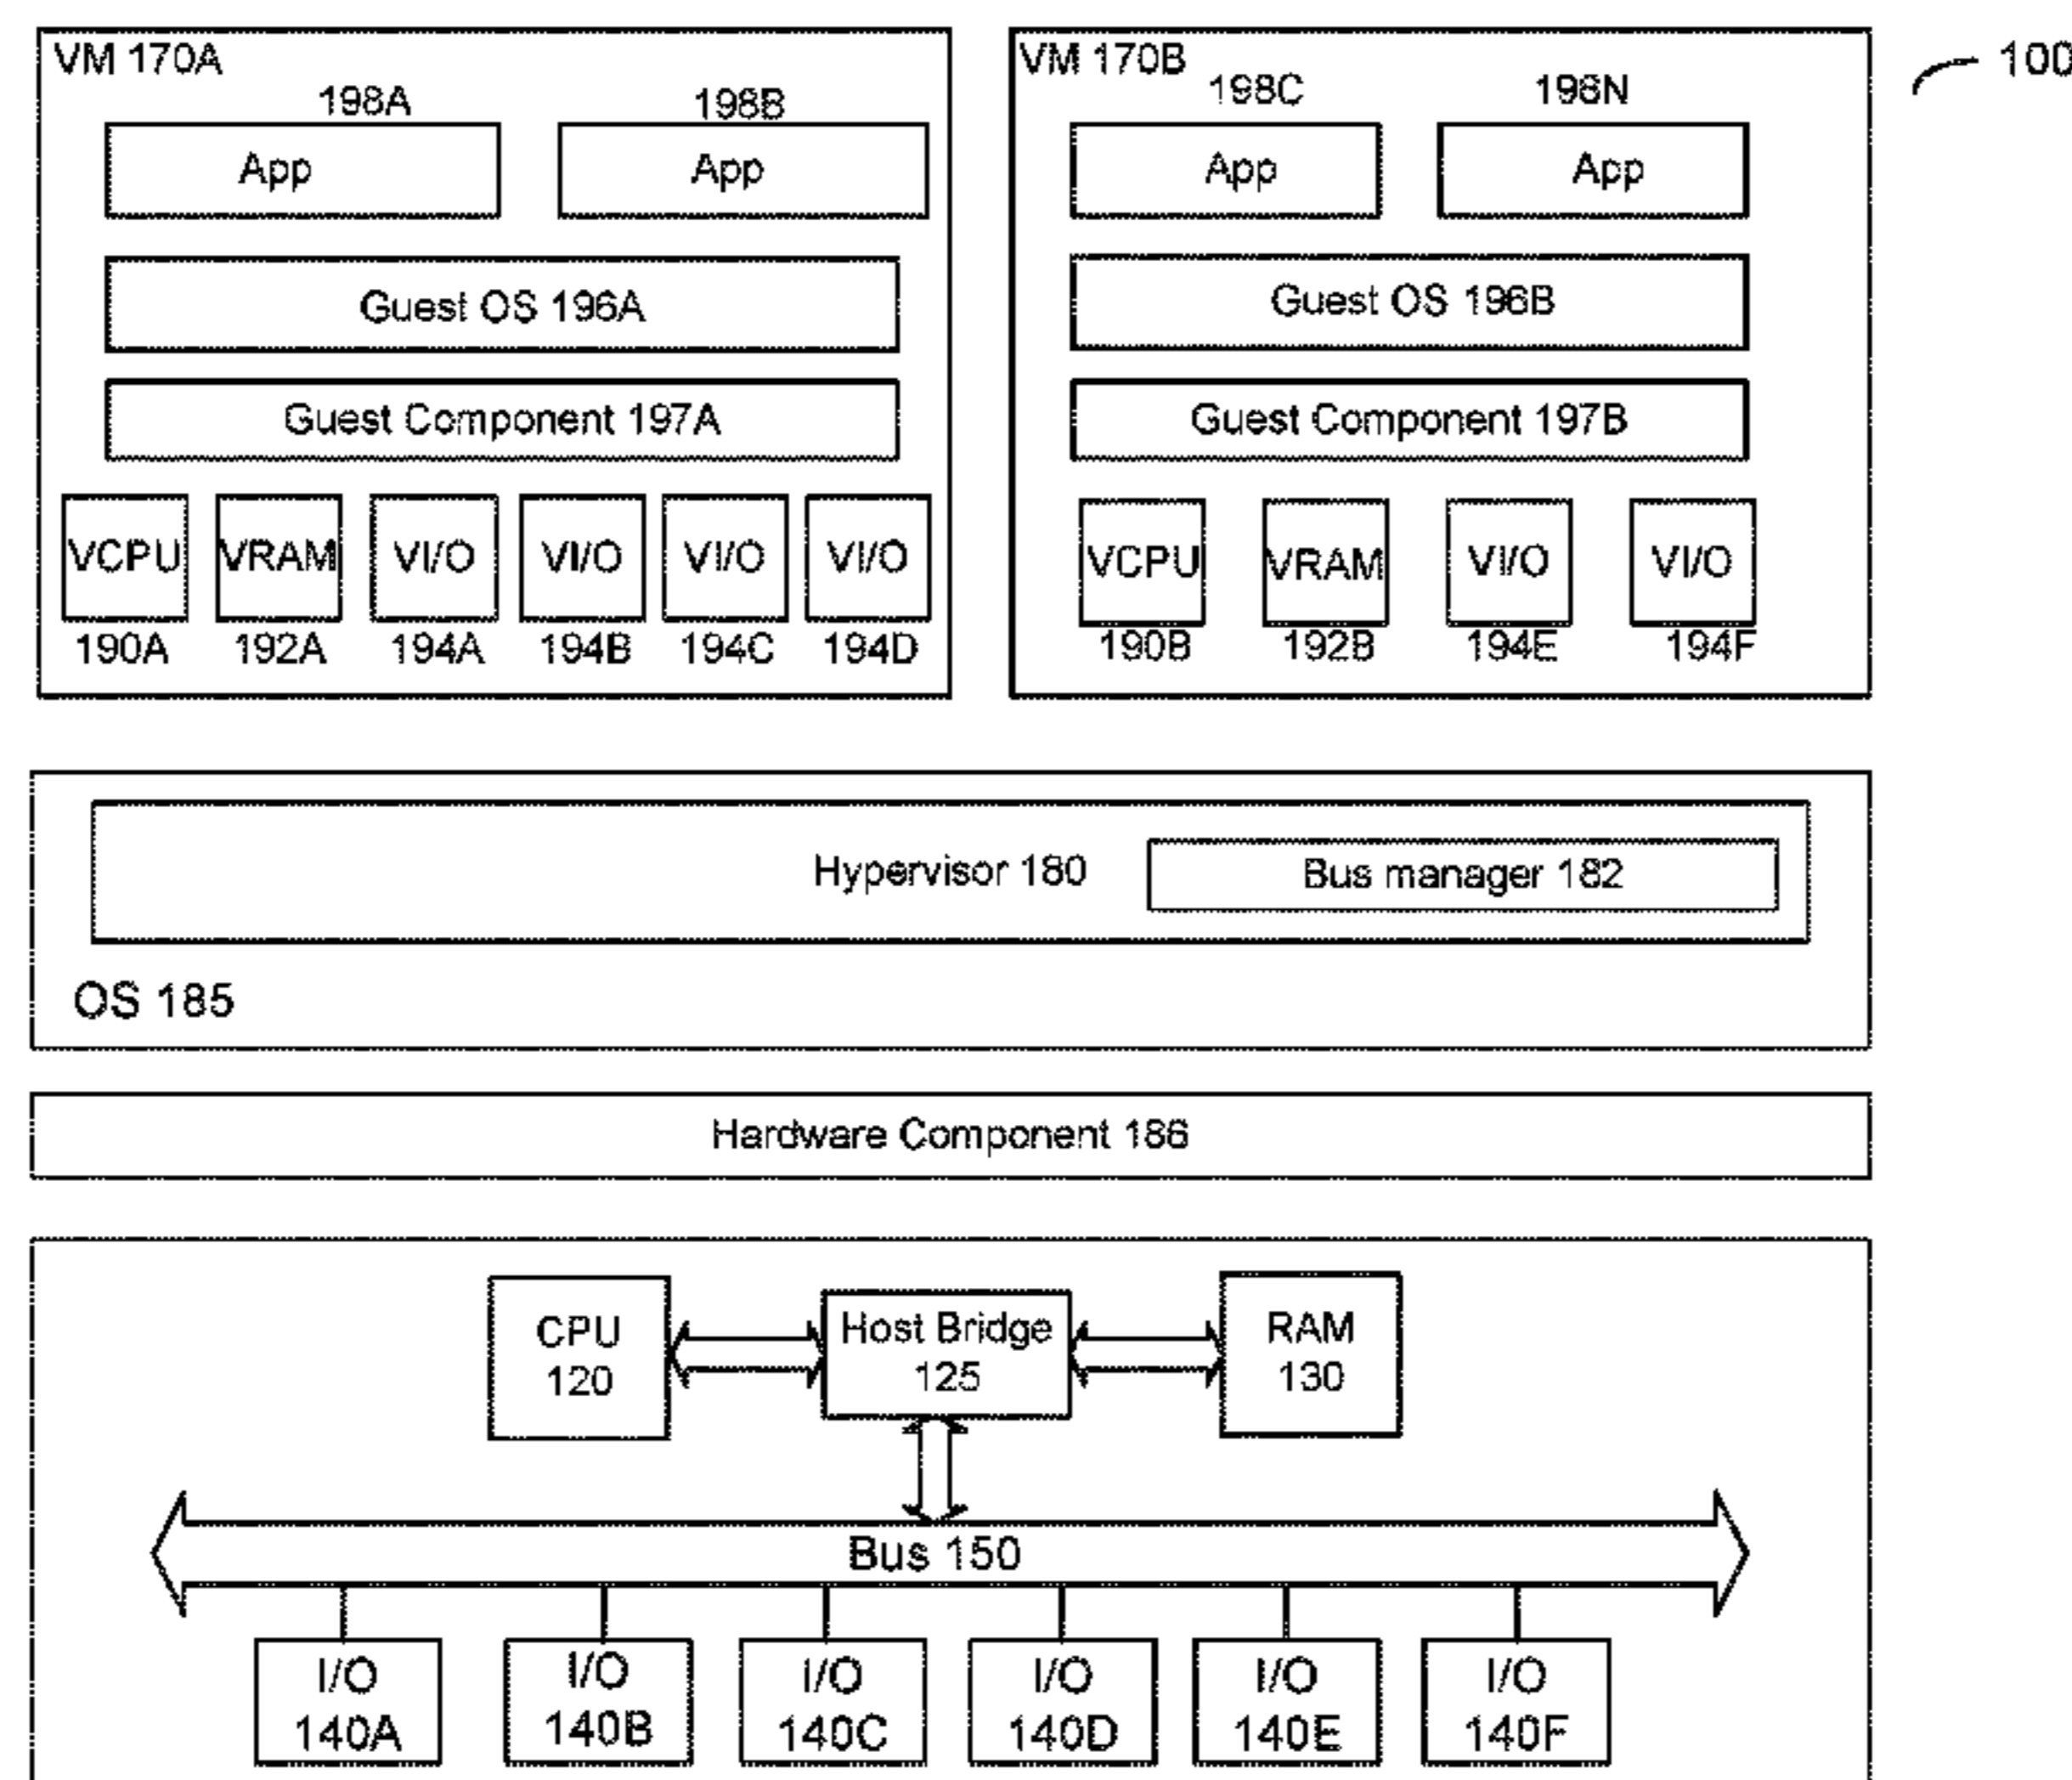 VM 170A
VM 170B
100
198A
198B
198C
198N
App
App
App
App
Guest OS 196A
Guest OS 196B
Guest Component 197A
Guest Component 197B
VCPU
VRAM
VI/O
VI/O
VI/O
VI/O
VCPU
VRAM
VI/O
VI/O
190A
192A
194A
194B
194C
194D
190B
192B
194E
194F
Hypervisor 180
Bus manager 182
OS 185
Hardware Component 186
CPU
120
Host Bridge
125
RAM
130
Bus 150
I/O
140A
I/O
140B
I/O
140C
I/O
140D
I/O
140E
I/O
140F